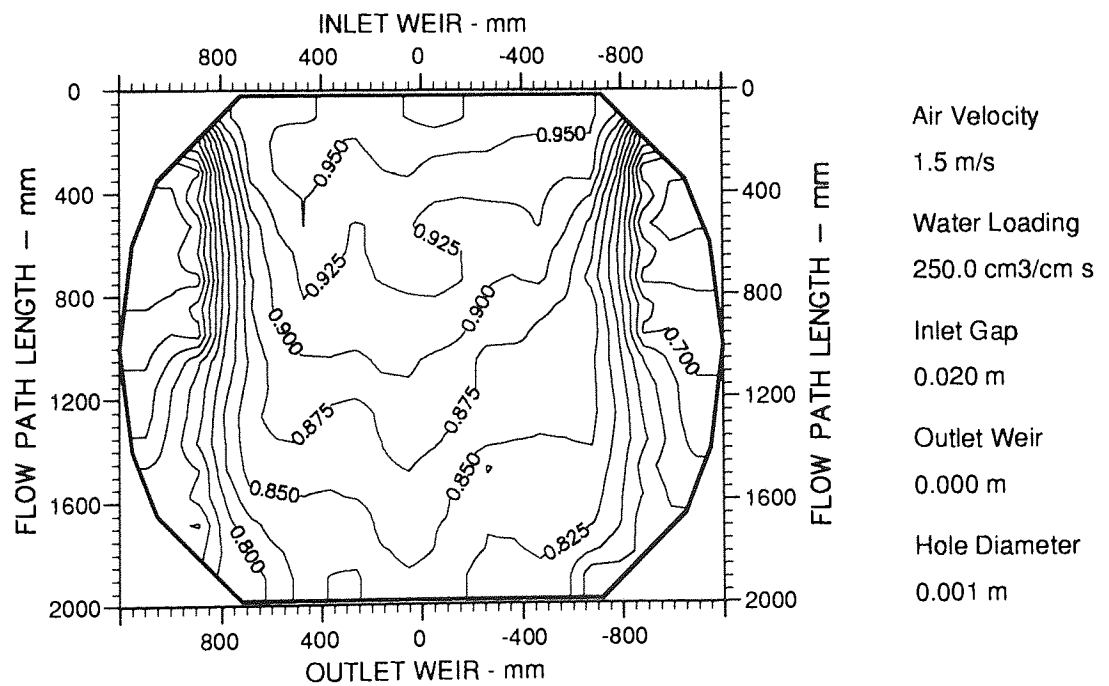 INLET WEIR - mm
800 400 0 -400 -800
0 0
Air Velocity
1.5 m/s
0.950 0.950
400 400
Water Loading
250.0 cm3/cm s
0.925 0.925
800 800
0.900 0.900
Inlet Gap
0.020 m
0.700
1200 1200
0.875 0.875
Outlet Weir
0.000 m
0.850 0.850
1600 1600
0.800 0.825
Hole Diameter
0.001 m
2000 2000
800 400 0 -400 -800
OUTLET WEIR - mm
FLOW PATH LENGTH — mm
FLOW PATH LENGTH — mm